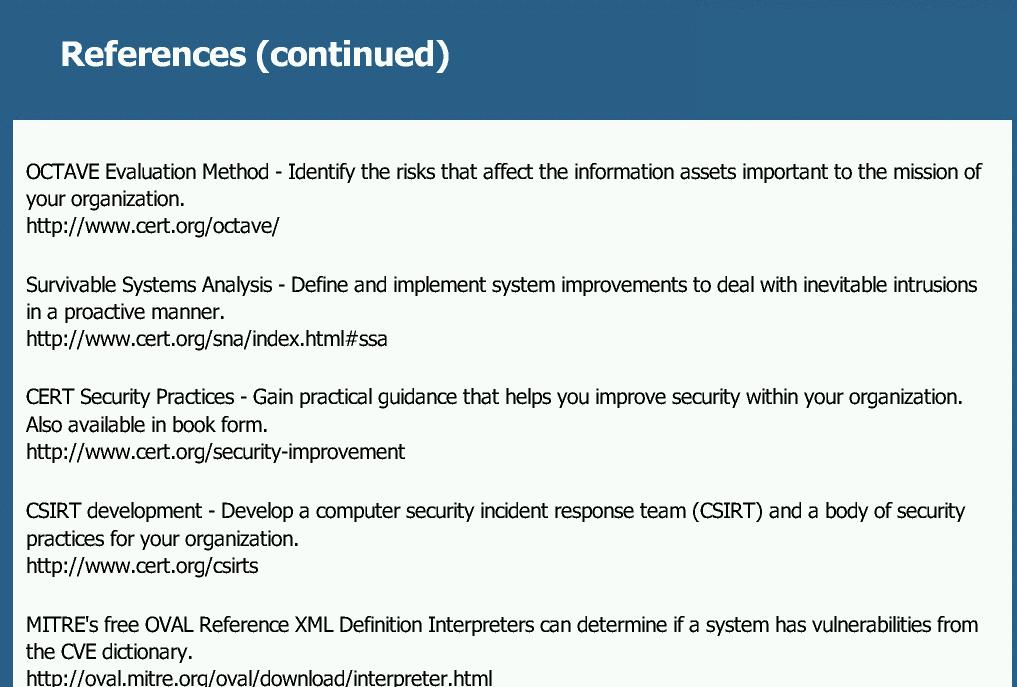 References (continued)
OCTAVE Evaluation Method - Identify the risks that affect the information assets important to the mission of
your organization.
http://www.cert.org/octave/
Survivable Systems Analysis - Define and implement system improvements to deal with inevitable intrusions
in a proactive manner.
http://www.cert.org/sna/index.html#ssa
CERT Security Practices - Gain practical guidance that helps you improve security within your organization.
Also available in book form.
http://www.cert.org/security-improvement
CSIRT development - Develop a computer security incident response team (CSIRT) and a body of security
practices for your organization.
http://www.cert.org/csirts
MITRE's free OVAL Reference XML Definition Interpreters can determine if a system has vulnerabilities from
the CVE dictionary.
http://oval.mitre.org/oval/download/interpreter.html